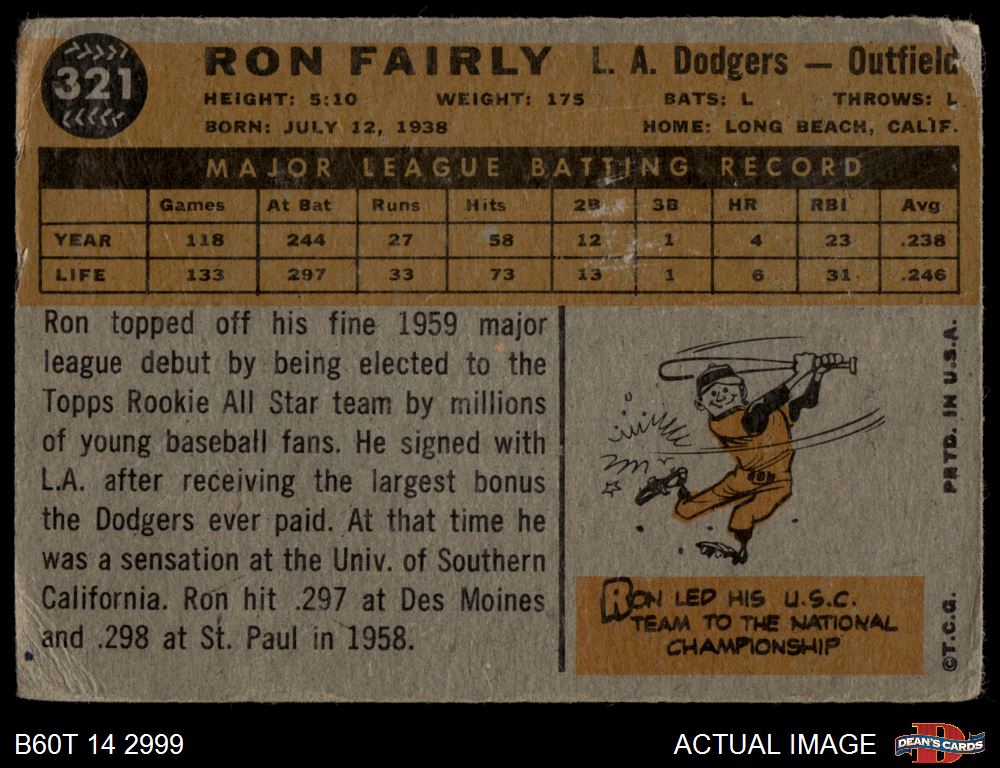 321
RON FAIRLY L. A. Dodgers — Outfield
HEIGHT: 5:10 WEIGHT: 175 BATS: L THROWS: L
BORN: JULY 12, 1938 HOME: LONG BEACH, CALIF.
MAJOR LEAGUE BATTING RECORD
Games At Bat Runs Hits 2B 3B HR RBI Avg
YEAR 118 244 27 58 12 1 4 23 .238
LIFE 133 297 33 73 13 1 6 31 .246
Ron topped off his fine 1959 major
league debut by being elected to the
Topps Rookie All Star team by millions
of young baseball fans. He signed with
L.A. after receiving the largest bonus
the Dodgers ever paid. At that time he
was a sensation at the Univ. of Southern
California. Ron hit .297 at Des Moines
and .298 at St. Paul in 1958.
RON LED HIS U.S.C.
TEAM TO THE NATIONAL
CHAMPIONSHIP
PRTD. IN U.S.A.
©T.C.G.
B60T 14 2999
ACTUAL IMAGE
D
DEAN'S CARDS